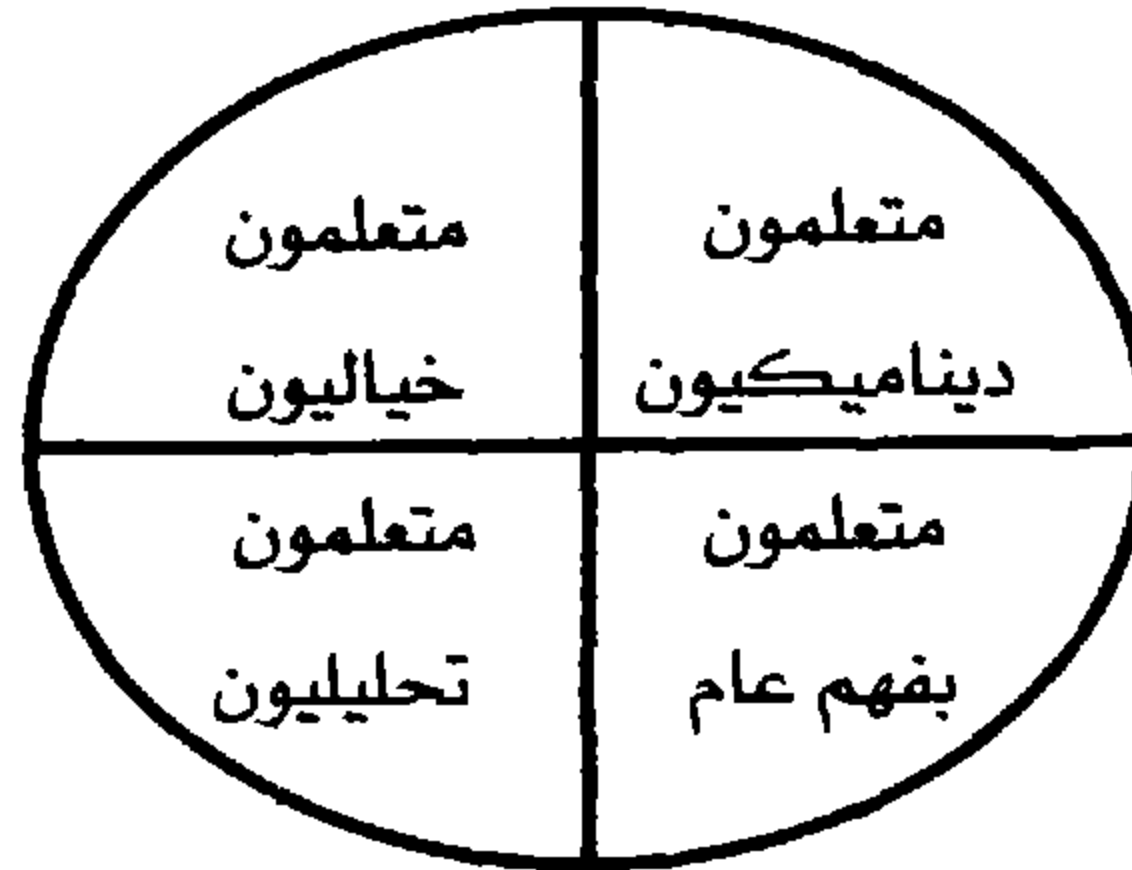 متعلمون
ديناميكيون
متعلمون
خياليون
متعلمون
بفهم عام
متعلمون
تحليليون